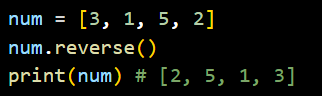 num = [3, 1, 5, 2]
num.reverse()
print(num) # [2, 5, 1, 3]